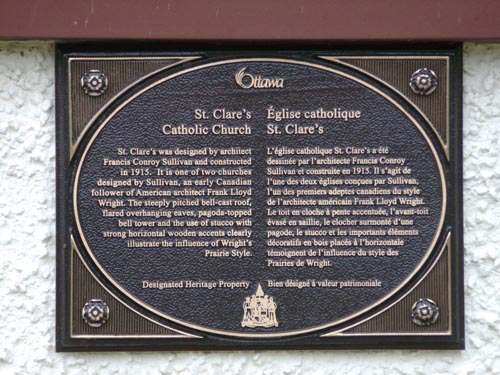 Ottawa
St. Clare's
Catholic Church
St. Clare's was designed by architect
Francis Conroy Sullivan and constructed
in 1915. It is one of two churches
designed by Sullivan, an early Canadian
follower of American architect Frank Lloyd
Wright. The steeply pitched bell-cast roof,
flared overhanging eaves, pagoda-topped
bell tower and the use of stucco with
strong horizontal wooden accents clearly
illustrate the influence of Wright's
Prairie Style.
Designated Heritage Property
Église catholique
St. Clare's
L'église catholique St. Clare's a été
dessinée par l'architecte Francis Conroy
Sullivan et construite en 1915. Il s'agit de
l'une des deux églises conçues par Sullivan,
l'un des premiers adeptes canadiens du style
de l'architecte américain Frank Lloyd Wright.
Le toit en cloche à pente accentuée, l'avant-toit
évasé en saillie, le clocher surmonté d'une
pagode, le stucco et les importants éléments
décoratifs en bois placés à l'horizontale
témoignent de l'influence du style des
Prairies de Wright.
Bien désigné à valeur patrimoniale